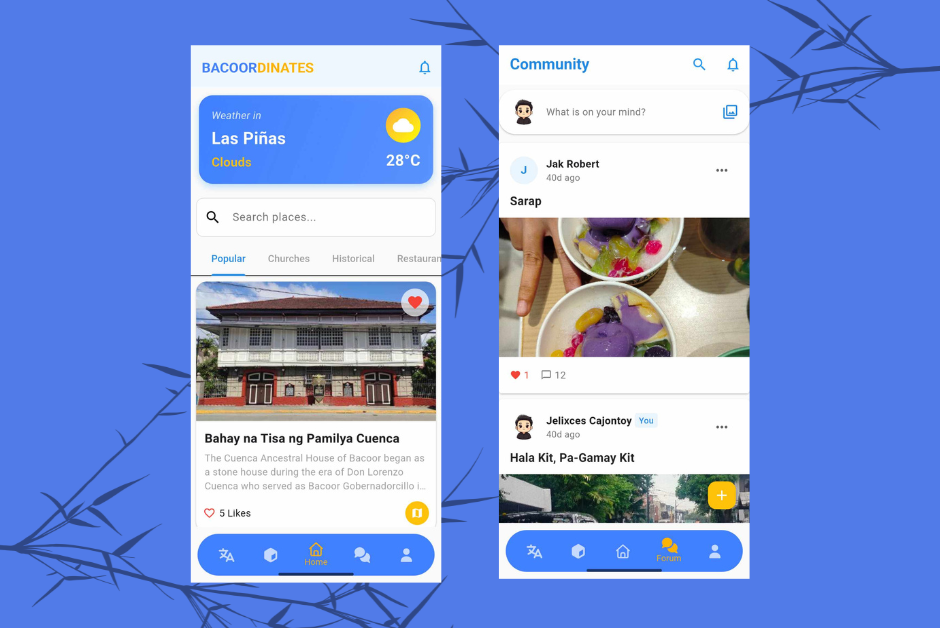 BACOORDINATES
Weather in
Las Piñas
Clouds
28°C
Search places...
Popular Churches Historical Restauran
Bahay na Tisa ng Pamilya Cuenca
The Cuenca Ancestral House of Bacoor began as
a stone house during the era of Don Lorenzo
Cuenca who served as Bacoor Gobernadorcillo i...
5 Likes
Home
Community
What is on your mind?
J
Jak Robert
40d ago
Sarap
1 12
Jelixces Cajontoy You
40d ago
Hala Kit, Pa-Gamay Kit
Forum